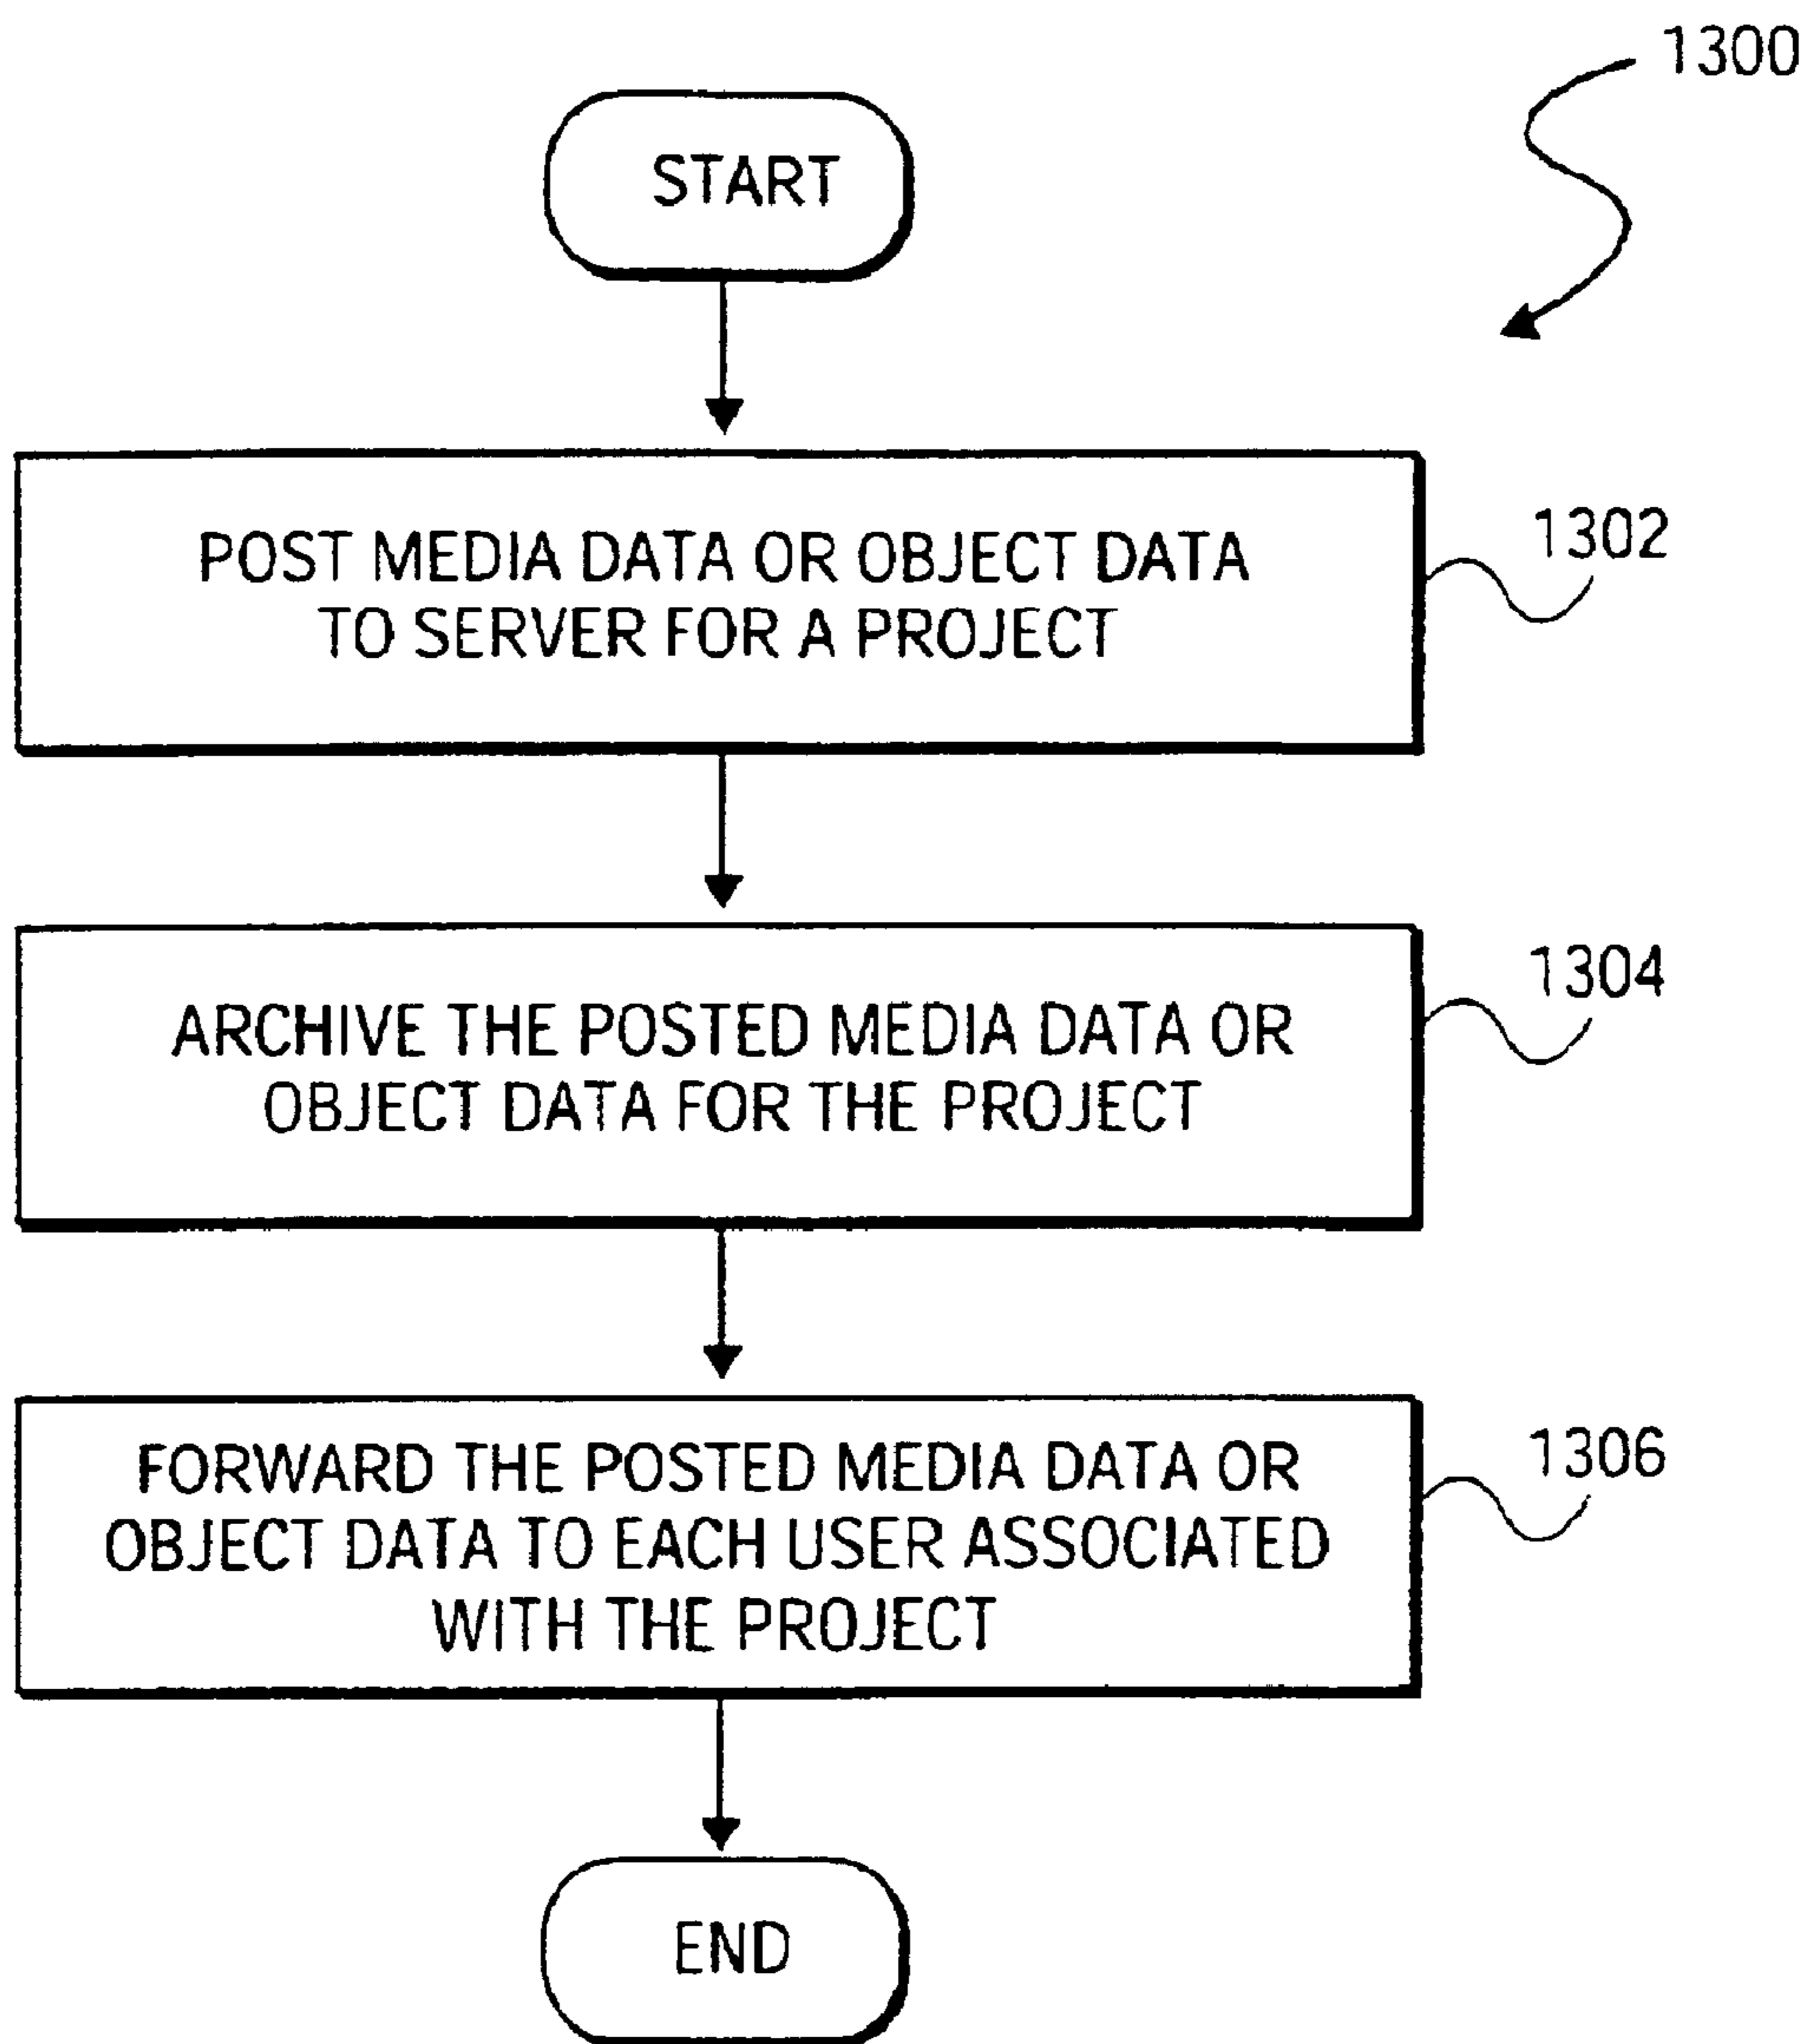 1300
START
POST MEDIA DATA OR OBJECT DATA
TO SERVER FOR A PROJECT
1302
ARCHIVE THE POSTED MEDIA DATA OR
OBJECT DATA FOR THE PROJECT
1304
FORWARD THE POSTED MEDIA DATA OR
OBJECT DATA TO EACH USER ASSOCIATED
WITH THE PROJECT
1306
END